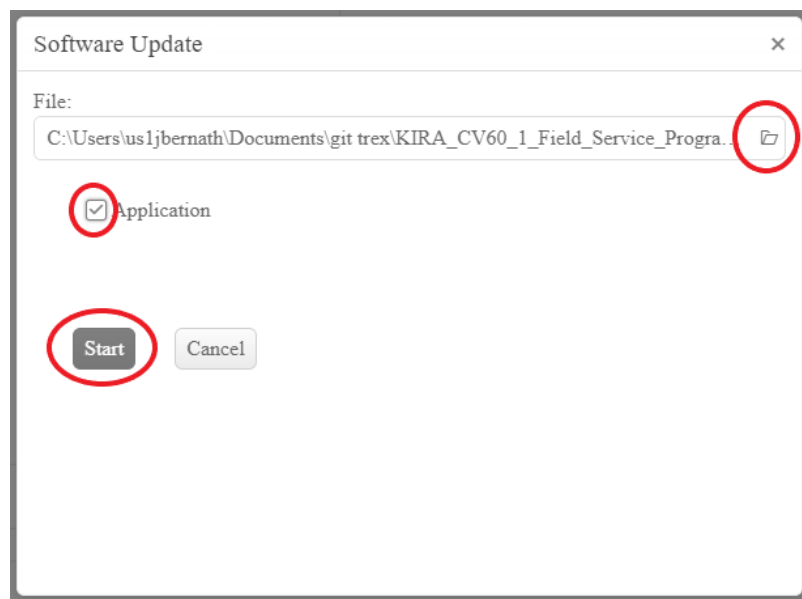 Software Update
File:
C:\Users\us1jbernath\Documents\git trex\KIRA_CV60_1_Field_Service_Progra..
Application
Start
Cancel